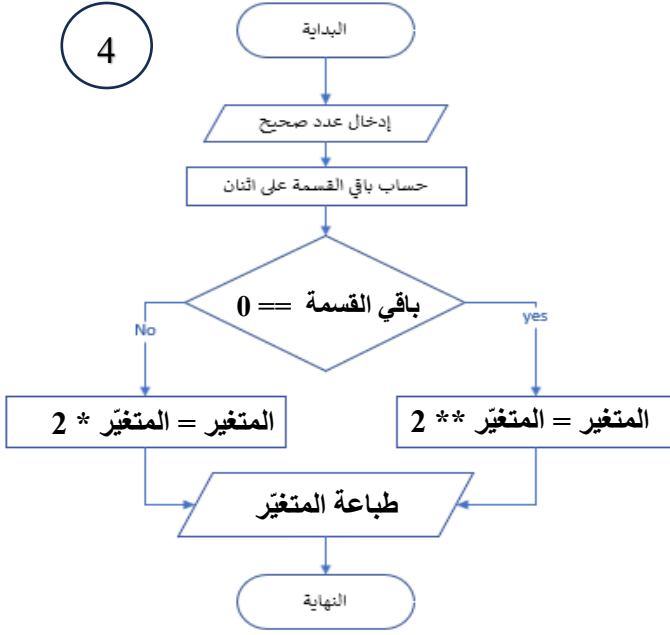 4
البداية
إدخال عدد صحيح
حساب باقي القسمة على اثنان
باقي القسمة == 0
No
yes
المتغير = المتغيّر * 2
المتغير = المتغيّر ** 2
طباعة المتغيّر
النهاية